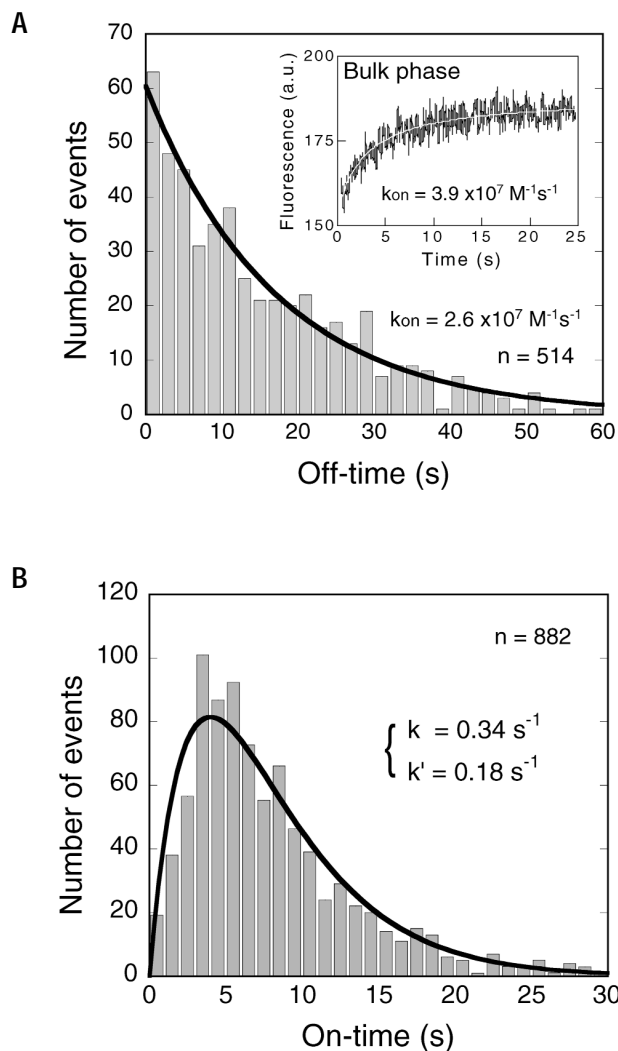 A
70
60
50
40
30
20
10
0
Number of events
0 10 20 30 40 50 60
Off-time (s)
200
175
150
Fluorescence (a.u.)
Bulk phase
kon = 3.9 x10⁷ M⁻¹s⁻¹
0 5 10 15 20 25
Time (s)
kon = 2.6 x10⁷ M⁻¹s⁻¹
n = 514
B
120
100
80
60
40
20
0
Number of events
n = 882
k = 0.34 s⁻¹
k' = 0.18 s⁻¹
0 5 10 15 20 25 30
On-time (s)